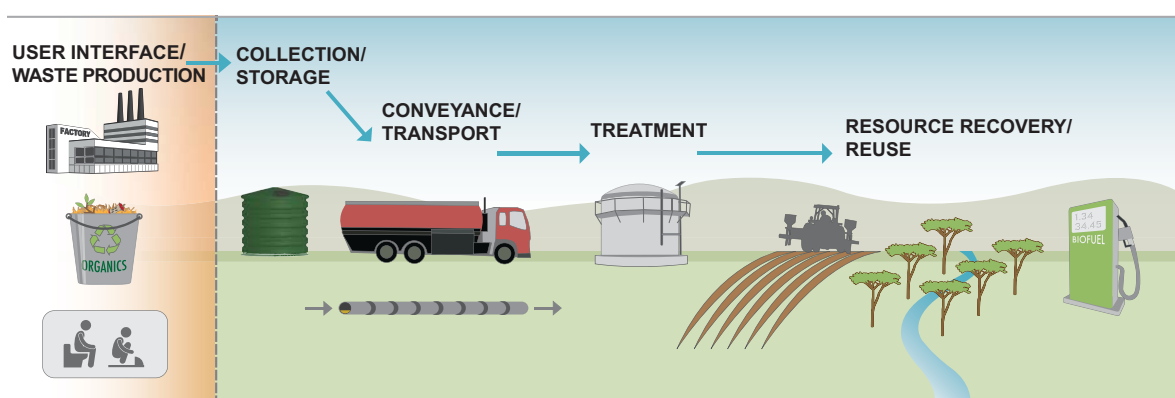 USER INTERFACE/
WASTE PRODUCTION
COLLECTION/
STORAGE
CONVEYANCE/
TRANSPORT
TREATMENT
RESOURCE RECOVERY/
REUSE
FACTORY
ORGANICS
1.34
34.45
BIOFUEL